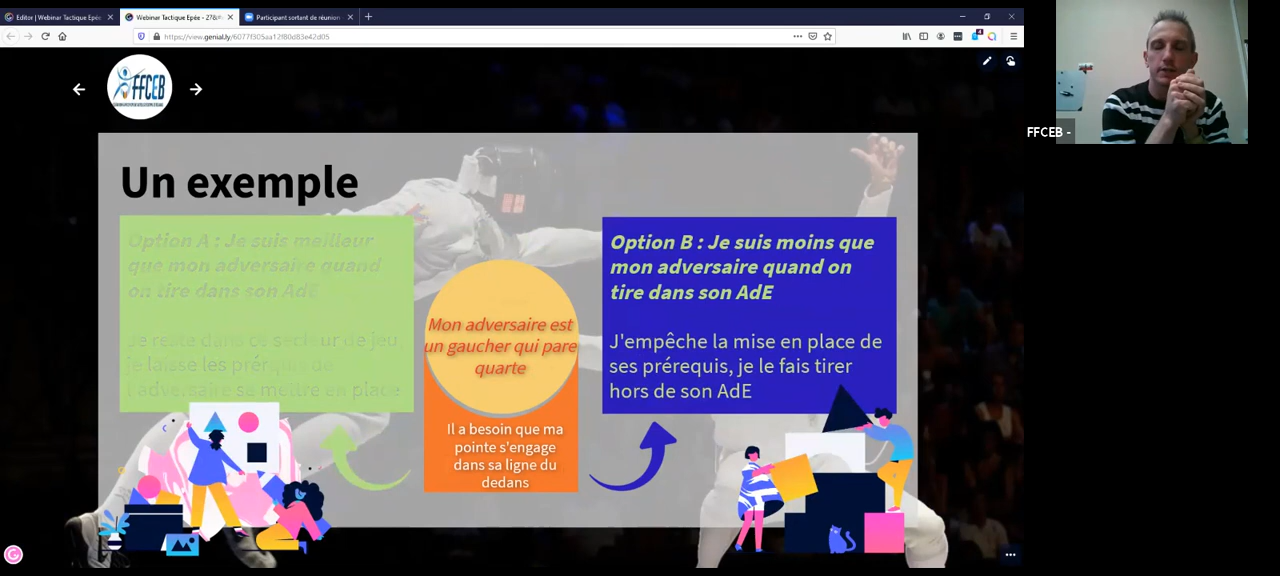 Editor | Webinar Tactique Epée
Webinar Tactique Epée - 27&
Participant sortant de réunion
https://view.genial.ly/6077f305aa12f80d83e42d05
4
FFCEB
FFCEB -
Un exemple
Option A : Je suis meilleur
que mon adversaire quand
on tire dans son AdE
Je reste dans ce secteur de jeu
je laisse les prérequis de
l'adversaire se mettre en place
Mon adversaire est
un gaucher qui pare
quarte
Il a besoin que ma
pointe s'engage
dans sa ligne du
dedans
Option B : Je suis moins que
mon adversaire quand on
tire dans son AdE
J'empêche la mise en place de
ses prérequis, je le fais tirer
hors de son AdE